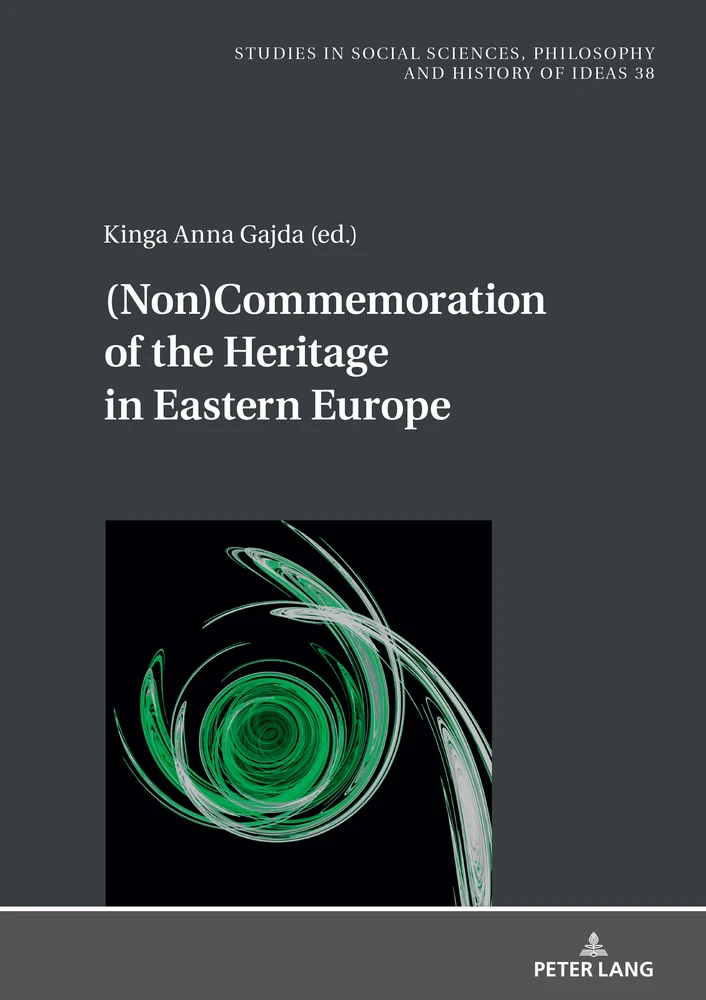 STUDIES IN SOCIAL SCIENCES, PHILOSOPHY
AND HISTORY OF IDEAS 38
Kinga Anna Gajda (ed.)
(Non)Commemoration
of the Heritage
in Eastern Europe
PETER LANG